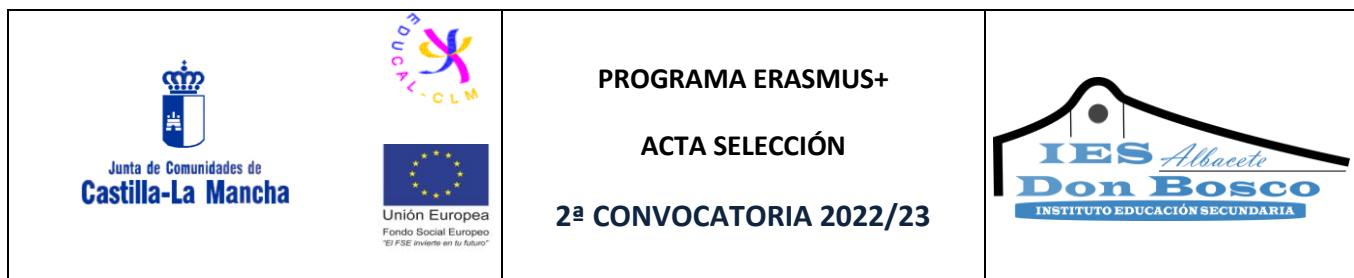 EDUCAL-CLM
Junta de Comunidades de
Castilla-La Mancha
Unión Europea
Fondo Social Europeo
"El FSE invierte en tu futuro"
PROGRAMA ERASMUS+
ACTA SELECCIÓN
2ª CONVOCATORIA 2022/23
IES Albacete
Don Bosco
INSTITUTO EDUCACIÓN SECUNDARIA